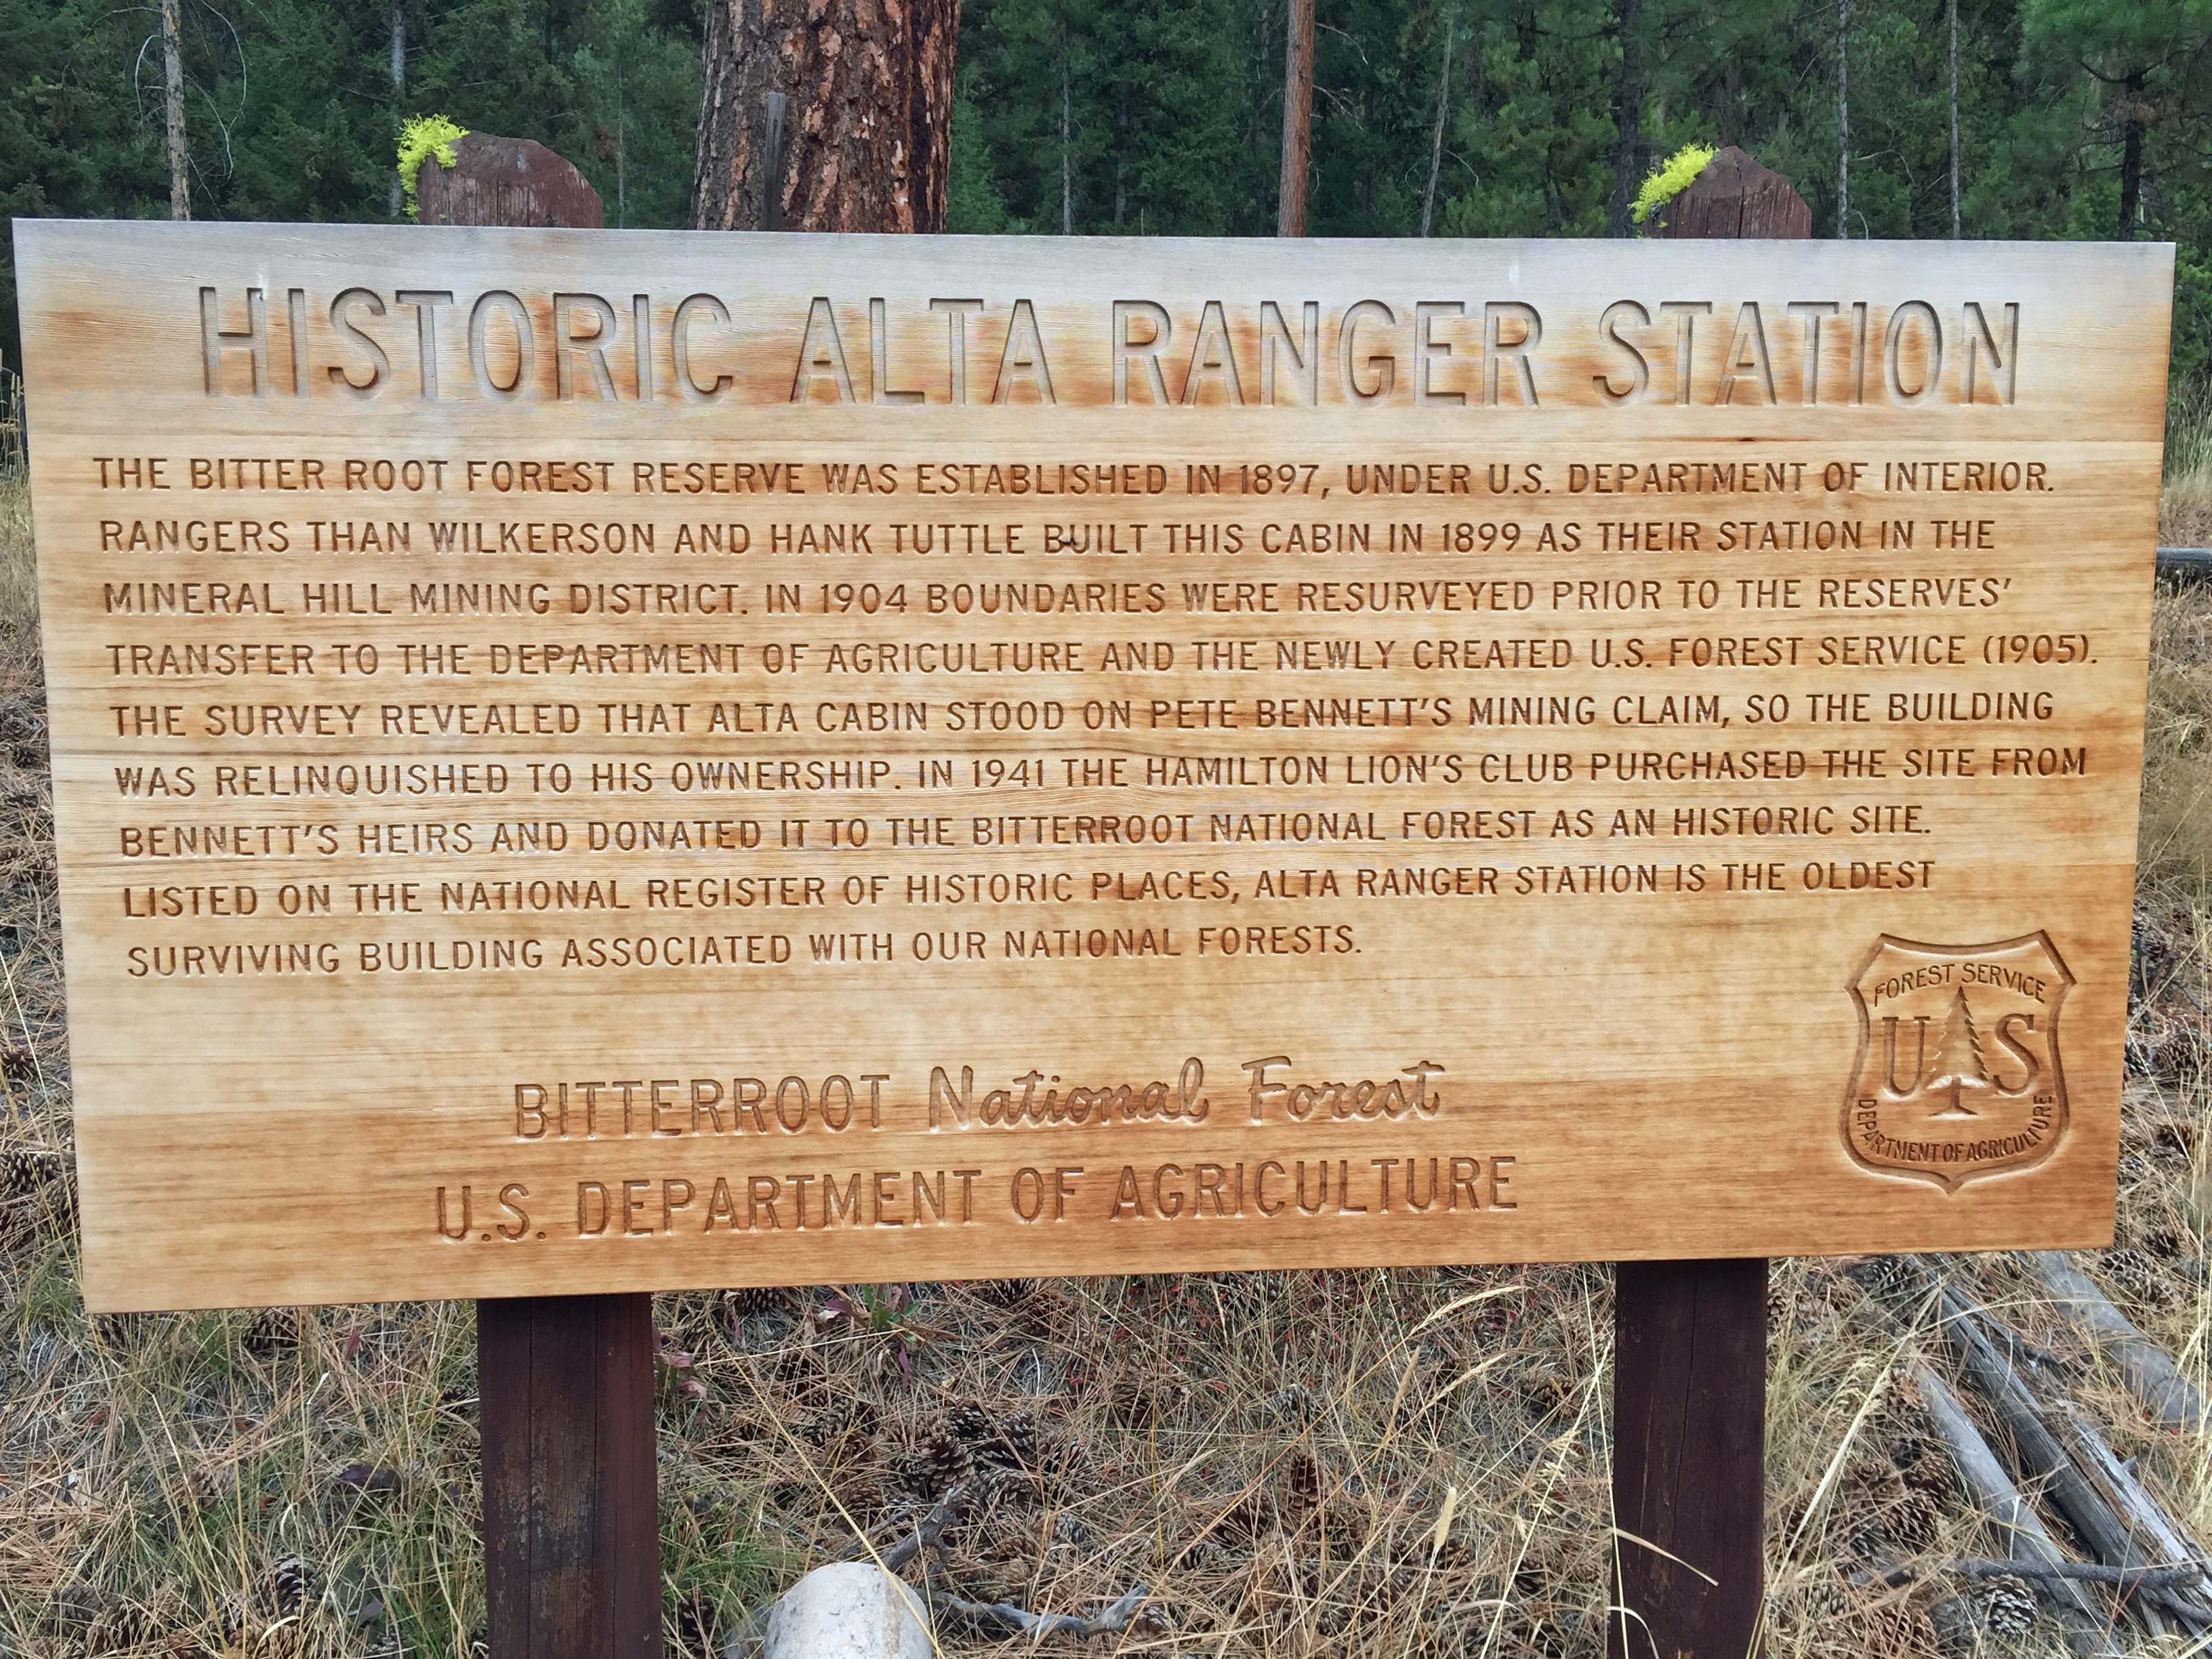 HISTORIC ALTA RANGER STATION
THE BITTER ROOT FOREST RESERVE WAS ESTABLISHED IN 1897, UNDER U.S. DEPARTMENT OF INTERIOR.
RANGERS THAN WILKERSON AND HANK TUTTLE BUILT THIS CABIN IN 1899 AS THEIR STATION IN THE
MINERAL HILL MINING DISTRICT. IN 1904 BOUNDARIES WERE RESURVEYED PRIOR TO THE RESERVES'
TRANSFER TO THE DEPARTMENT OF AGRICULTURE AND THE NEWLY CREATED U.S. FOREST SERVICE (1905).
THE SURVEY REVEALED THAT ALTA CABIN STOOD ON PETE BENNETT'S MINING CLAIM, SO THE BUILDING
WAS RELINQUISHED TO HIS OWNERSHIP. IN 1941 THE HAMILTON LION'S CLUB PURCHASED THE SITE FROM
BENNETT'S HEIRS AND DONATED IT TO THE BITTERROOT NATIONAL FOREST AS AN HISTORIC SITE.
LISTED ON THE NATIONAL REGISTER OF HISTORIC PLACES, ALTA RANGER STATION IS THE OLDEST
SURVIVING BUILDING ASSOCIATED WITH OUR NATIONAL FORESTS.
BITTERROOT National Forest
U.S. DEPARTMENT OF AGRICULTURE
FOREST SERVICE
U S
DEPARTMENT OF AGRICULTURE